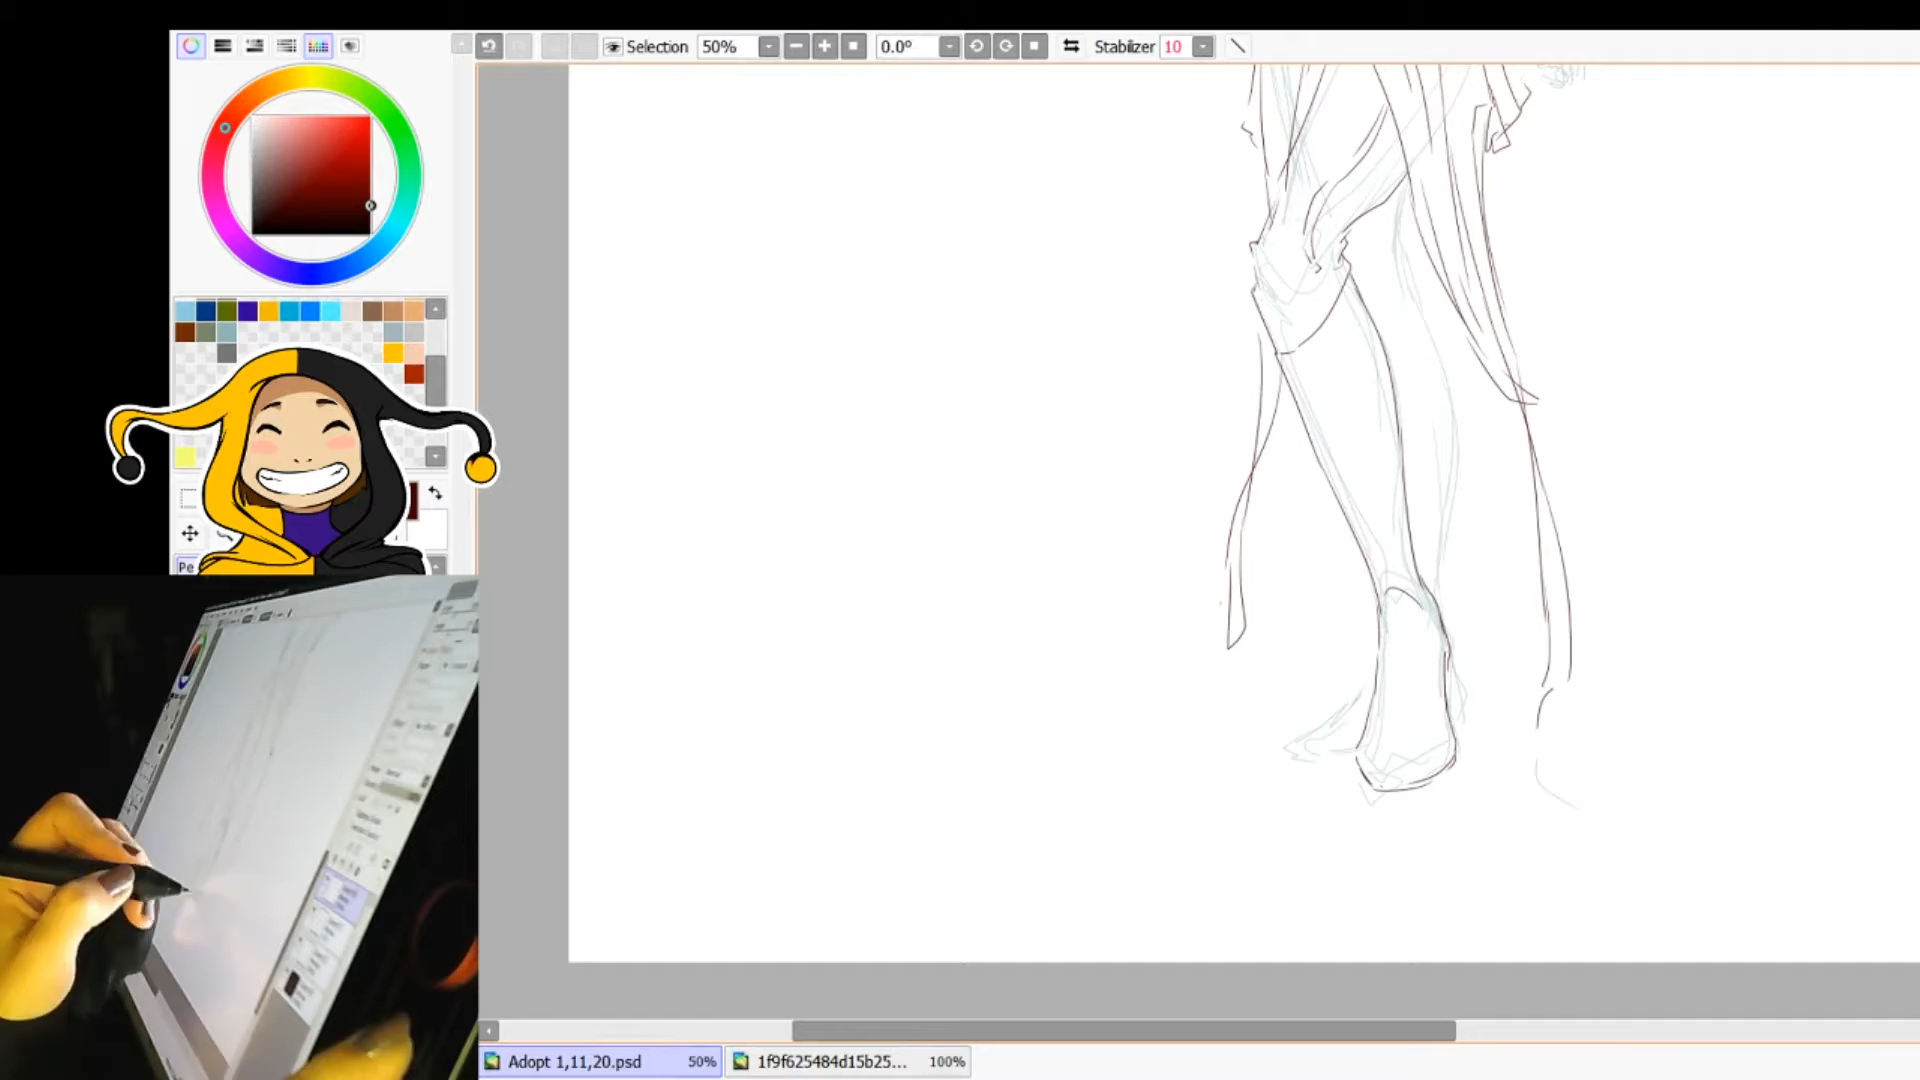 Selection 50% 0.0° Stabilizer 10
Pe
Adopt 1,11,20.psd 50% 1f9f625484d15b25... 100%